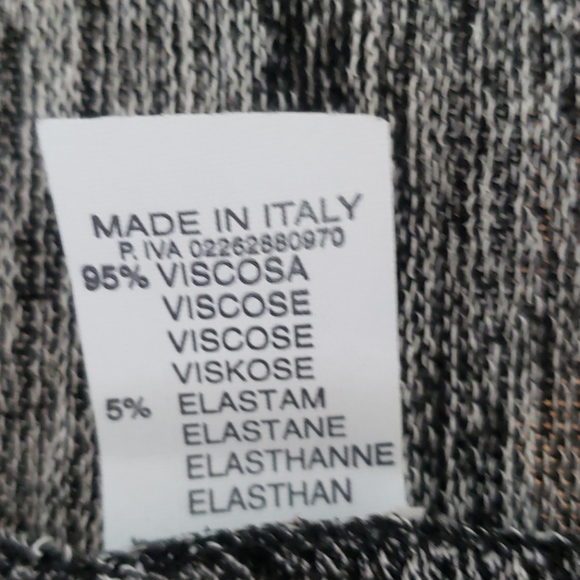 MADE IN ITALY
P. IVA 02262880970
95% VISCOSA
VISCOSE
VISCOSE
VISKOSE
5% ELASTAM
ELASTANE
ELASTHANNE
ELASTHAN